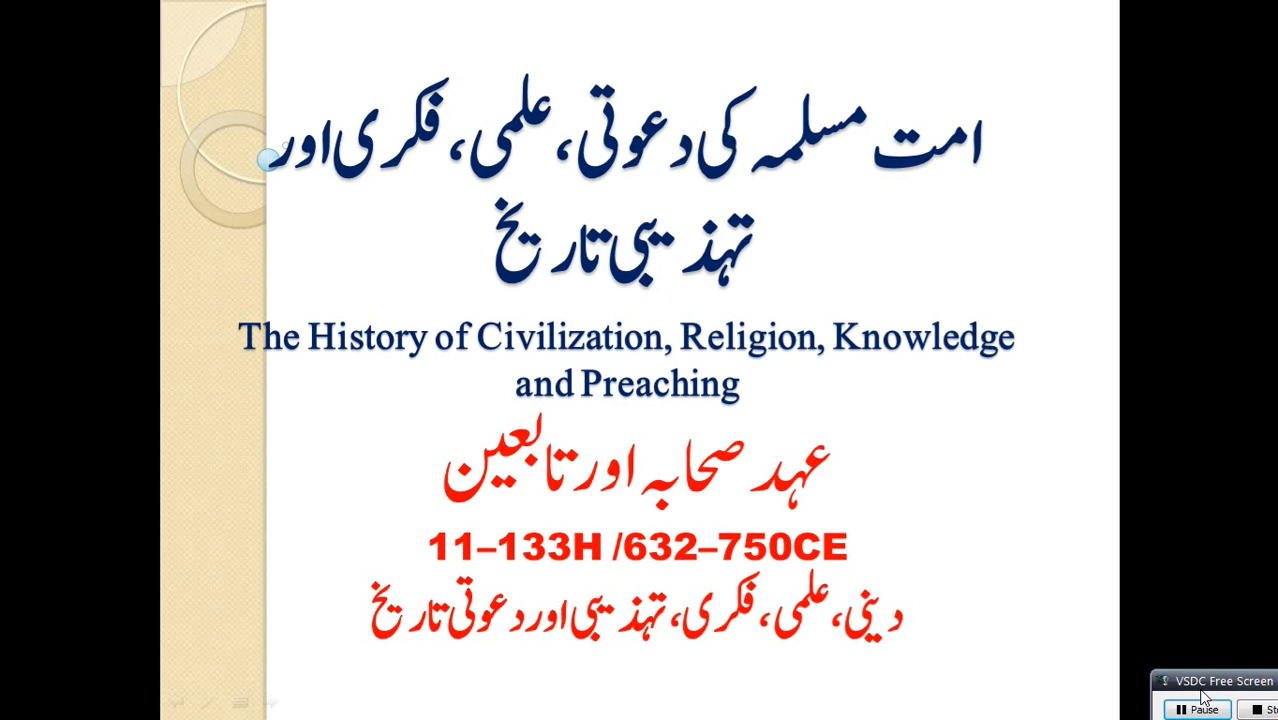 امت مسلمہ کی دعوتی، علمی، فکری اور
تہذیبی تاریخ
The History of Civilization, Religion, Knowledge
and Preaching
عہد صحابہ اور تابعین
11–133H /632–750CE
دینی، علمی، فکری، تہذیبی اور دعوتی تاریخ
VSDC Free Screen
Pause